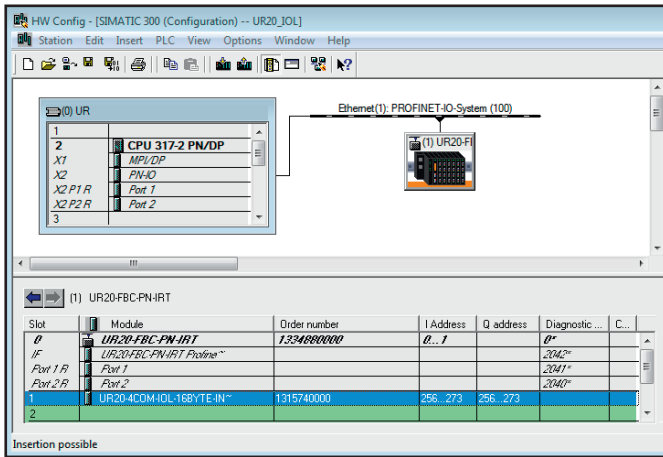 HW Config - [SIMATIC 300 (Configuration) -- UR20_IOL]
Station Edit Insert PLC View Options Window Help
(0) UR
1
2 CPU 317-2 PN/DP
X1 MPI/DP
X2 PN-IO
X2 P1 R Port 1
X2 P2 R Port 2
3
Ethernet(1): PROFINET-IO-System (100)
(1) UR20-FI
(1) UR20-FBC-PN-IRT
Slot Module Order number I Address Q address Diagnostic ... C...
0 UR20-FBC-PN-IRT 1334880000 0...1 0*
IF UR20-FBC-PN-IRT Profine~ 2042*
Port 1 R Port 1 2041*
Port 2 R Port 2 2040*
1 UR20-4COM-IOL-16BYTE-IN~ 1315740000 256...273 256...273
2
Insertion possible